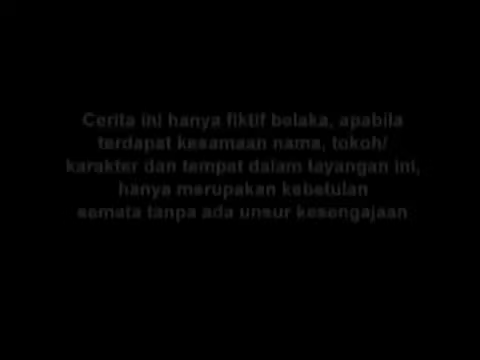 Cerita ini hanya fiktif belaka, apabila
terdapat kesamaan nama, tokoh/
karakter dan tempat dalam tayangan ini,
hanya merupakan kebetulan
semata tanpa ada unsur kesengajaan